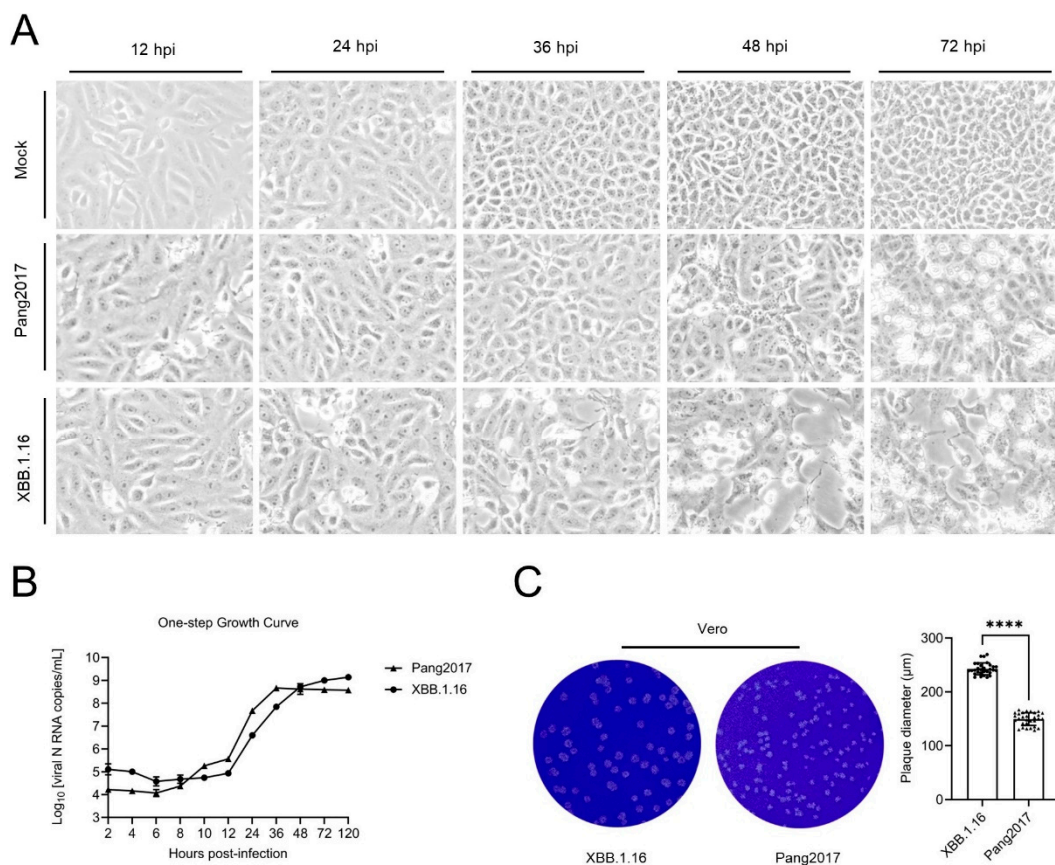 A
12 hpi
24 hpi
36 hpi
48 hpi
72 hpi
Mock
Pang2017
XBB.1.16
B
One-step Growth Curve
Log10 [viral N RNA copies/mL]
10
9
8
7
6
5
4
3
2 4 6 8 10 12 24 36 48 72 120
Hours post-infection
Pang2017
XBB.1.16
C
Vero
XBB.1.16
Pang2017
****
Plaque diameter (μm)
300
200
100
0
XBB.1.16
Pang2017